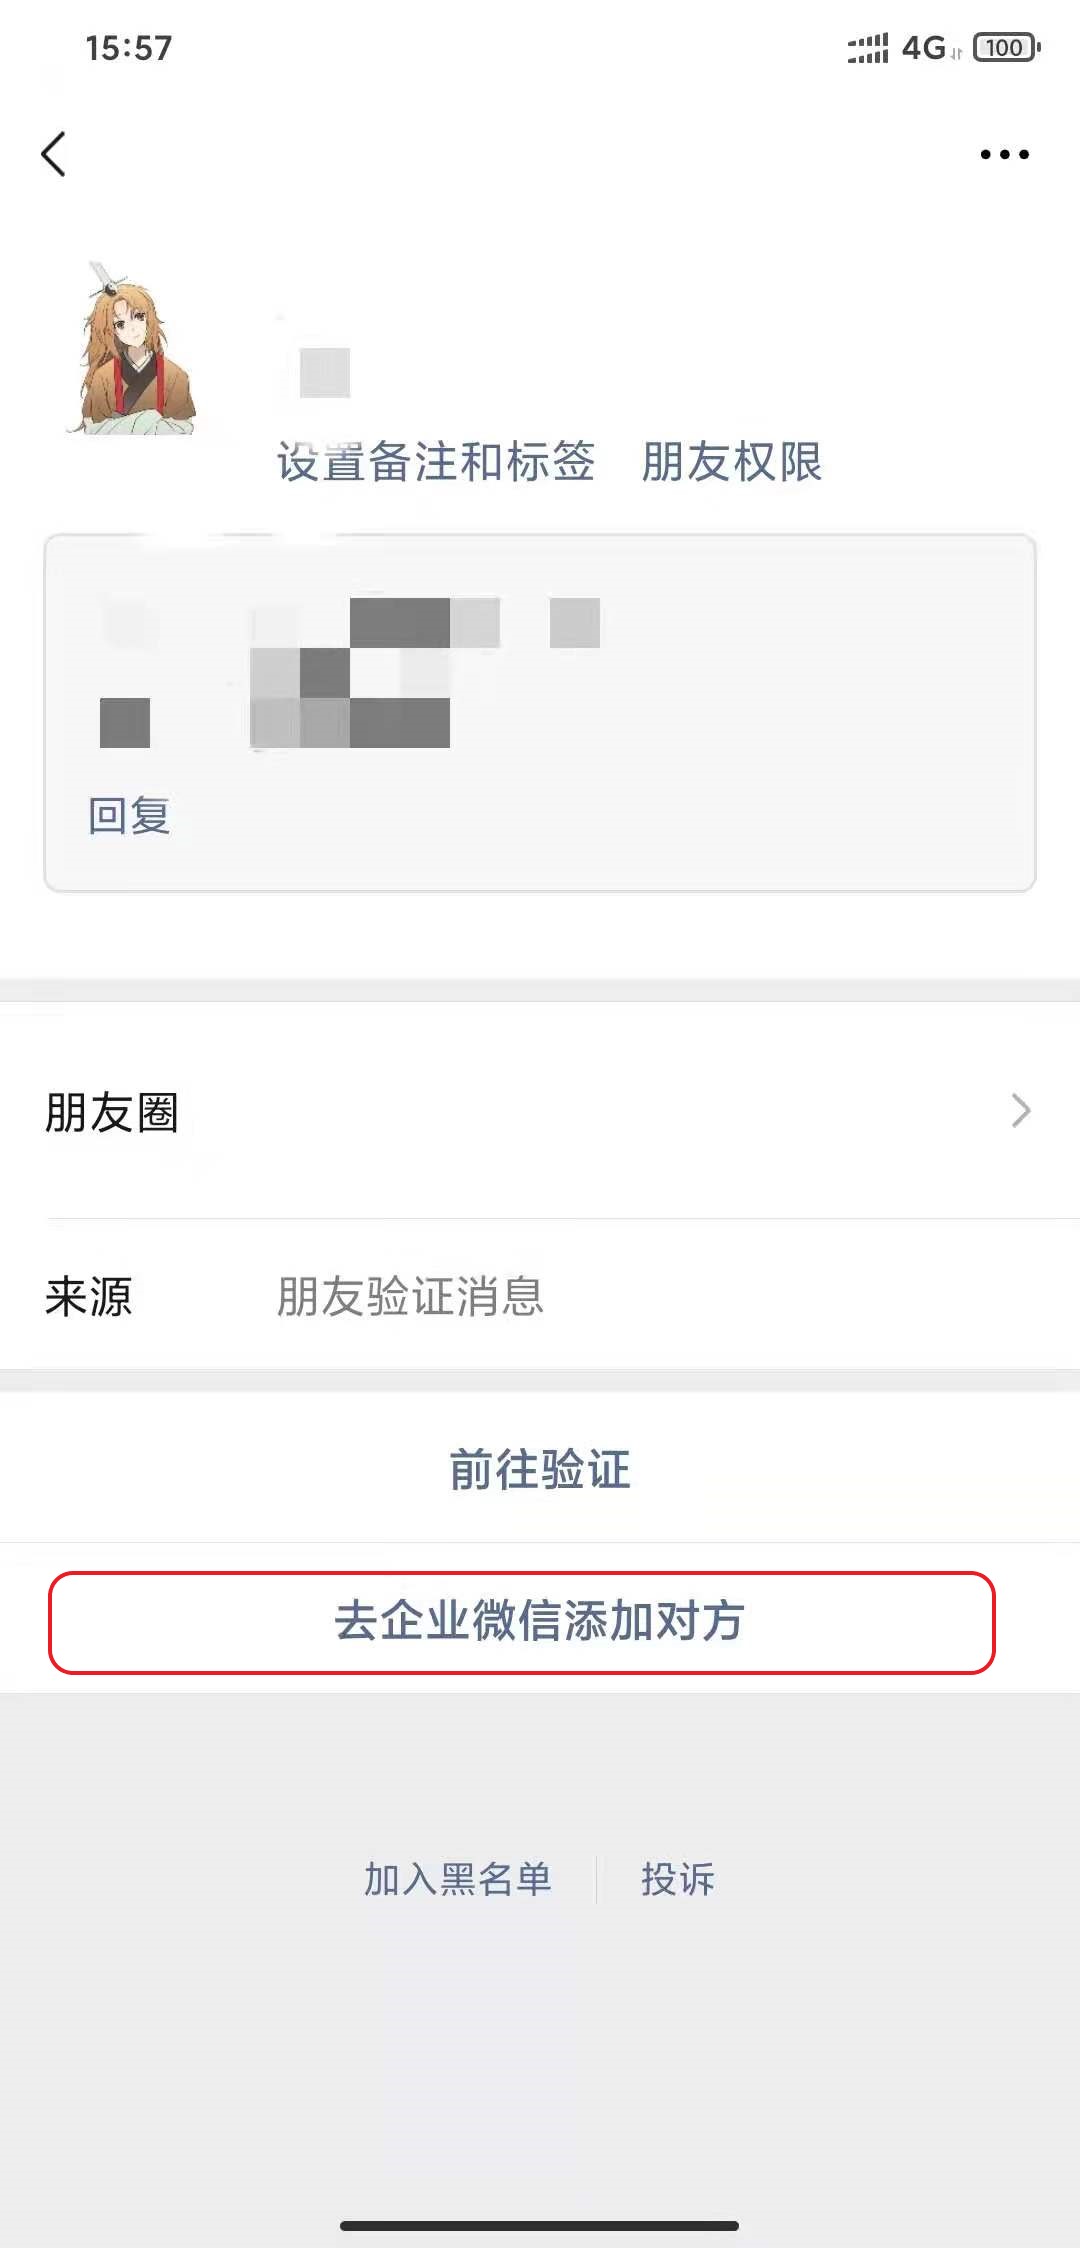 15:57
4G
100
设置备注和标签 朋友权限
回复
朋友圈
来源 朋友验证消息
前往验证
去企业微信添加对方
加入黑名单 投诉